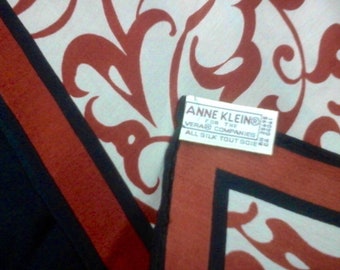 ANNE KLEIN®
FOR THE
VERA® COMPANIES
ALL SILK TOUT SOIE